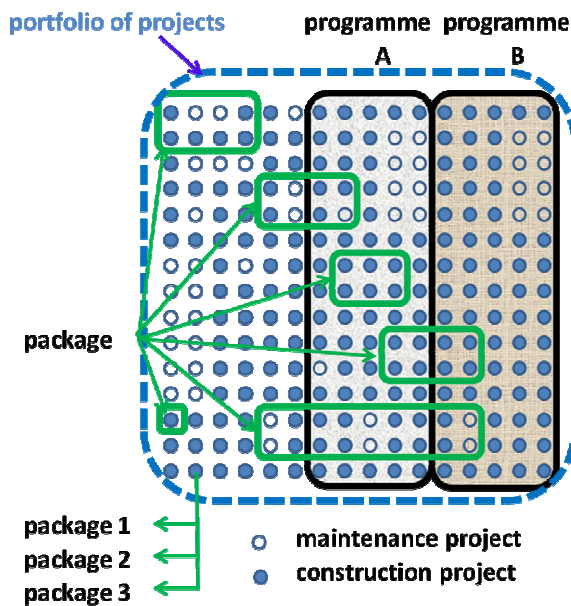 portfolio of projects
programme programme
A B
package
package 1
package 2
package 3
maintenance project
construction project